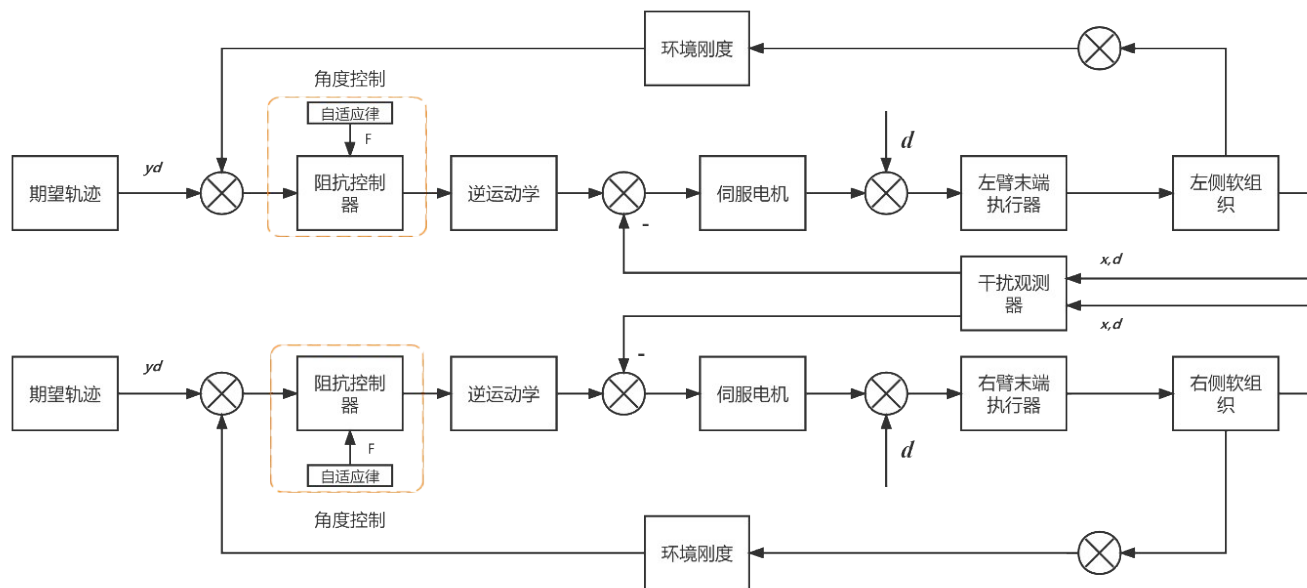 环境刚度
角度控制
自适应律
F
期望轨迹
yd
阻抗控制
器
逆运动学
伺服电机
d
左臂末端
执行器
左侧软组
织
-
干扰观测
器
x,d
x,d
-
期望轨迹
yd
阻抗控制
器
逆运动学
伺服电机
右臂末端
执行器
右侧软组
织
F
d
自适应律
角度控制
环境刚度